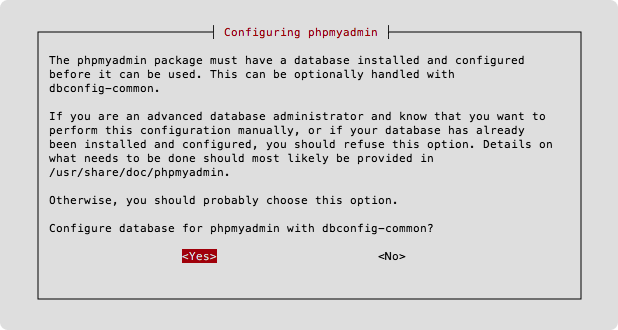 Configuring phpmyadmin
The phpmyadmin package must have a database installed and configured
before it can be used. This can be optionally handled with
dbconfig-common.
If you are an advanced database administrator and know that you want to
perform this configuration manually, or if your database has already
been installed and configured, you should refuse this option. Details on
what needs to be done should most likely be provided in
/usr/share/doc/phpmyadmin.
Otherwise, you should probably choose this option.
Configure database for phpmyadmin with dbconfig-common?
<Yes> <No>